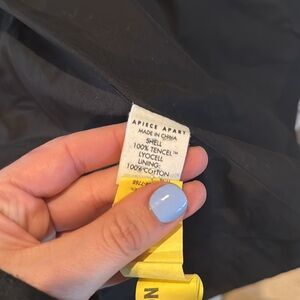 APIECE APART
MADE IN CHINA
SHELL
100% TENCEL™
LYOCELL
LINING:
100% COTTON
N